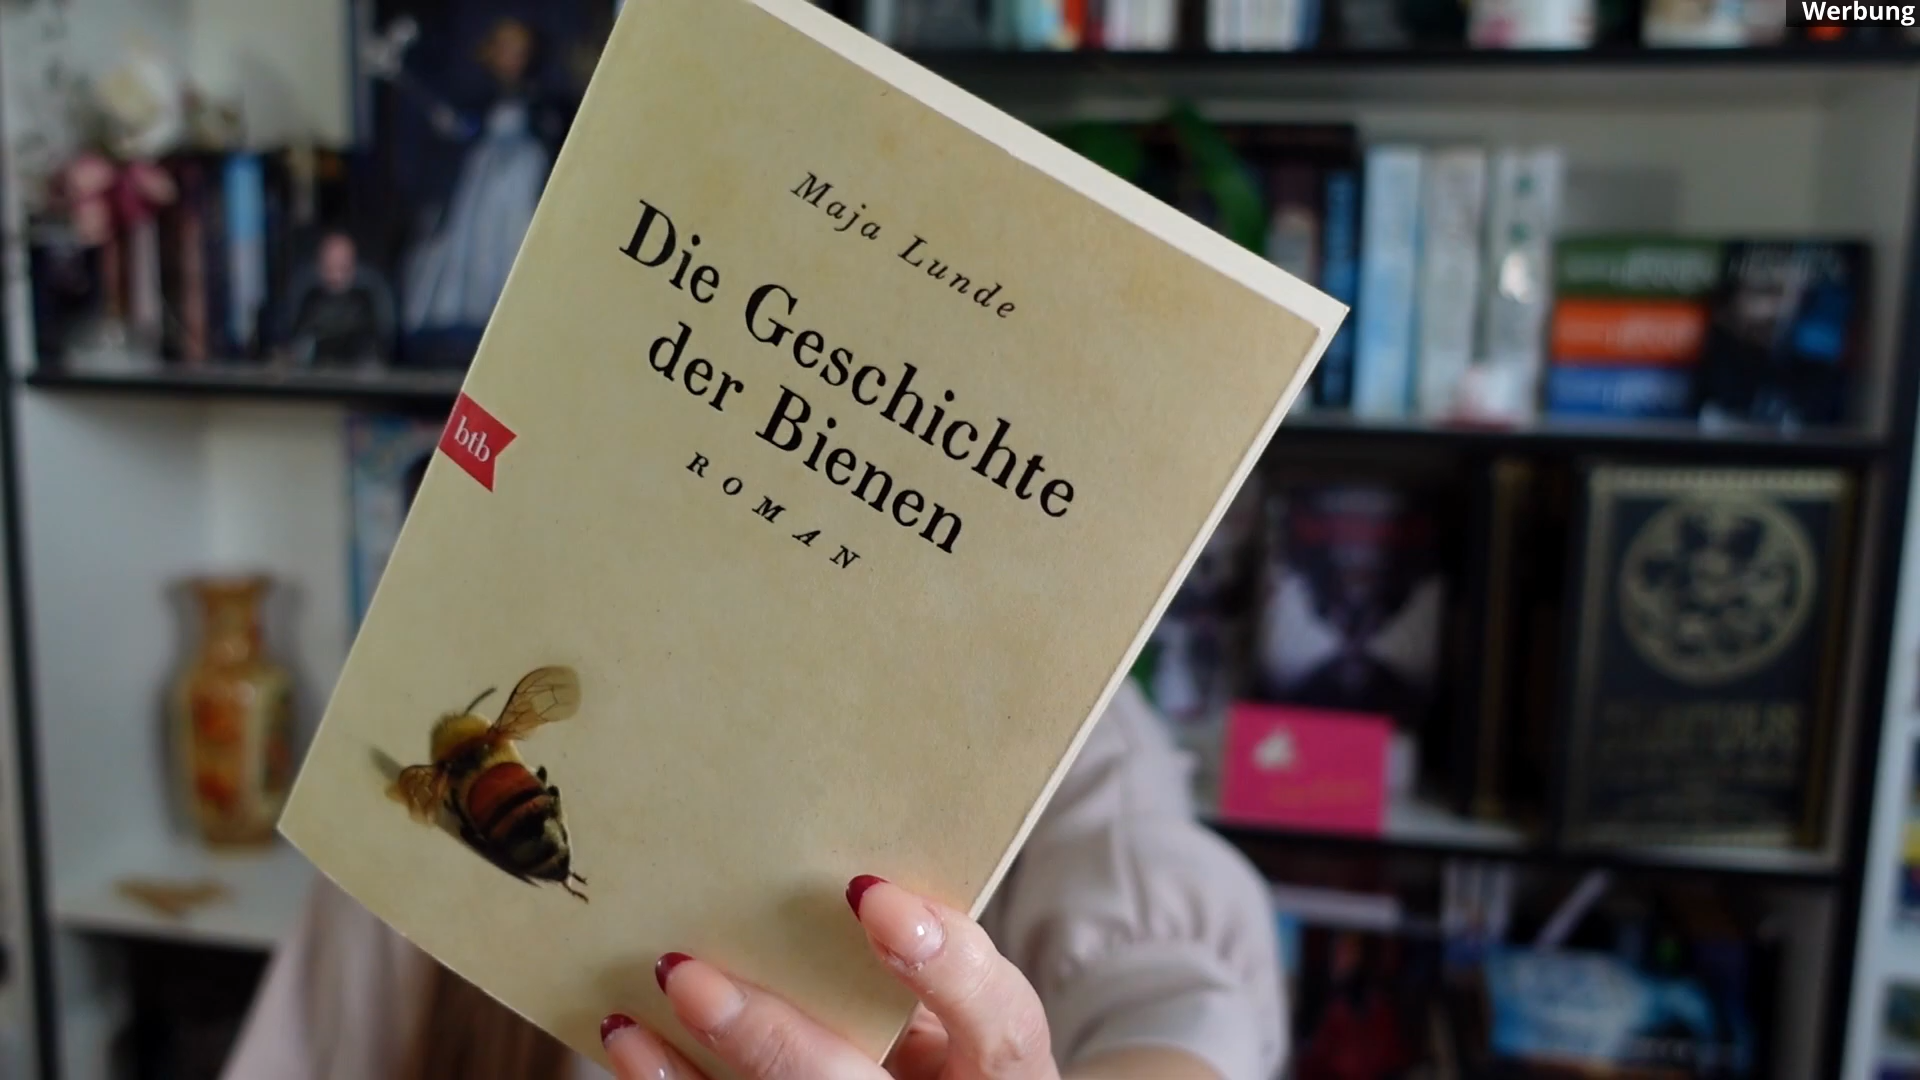 Werbung
Maja Lunde
Die Geschichte
der Bienen
ROMAN
btb